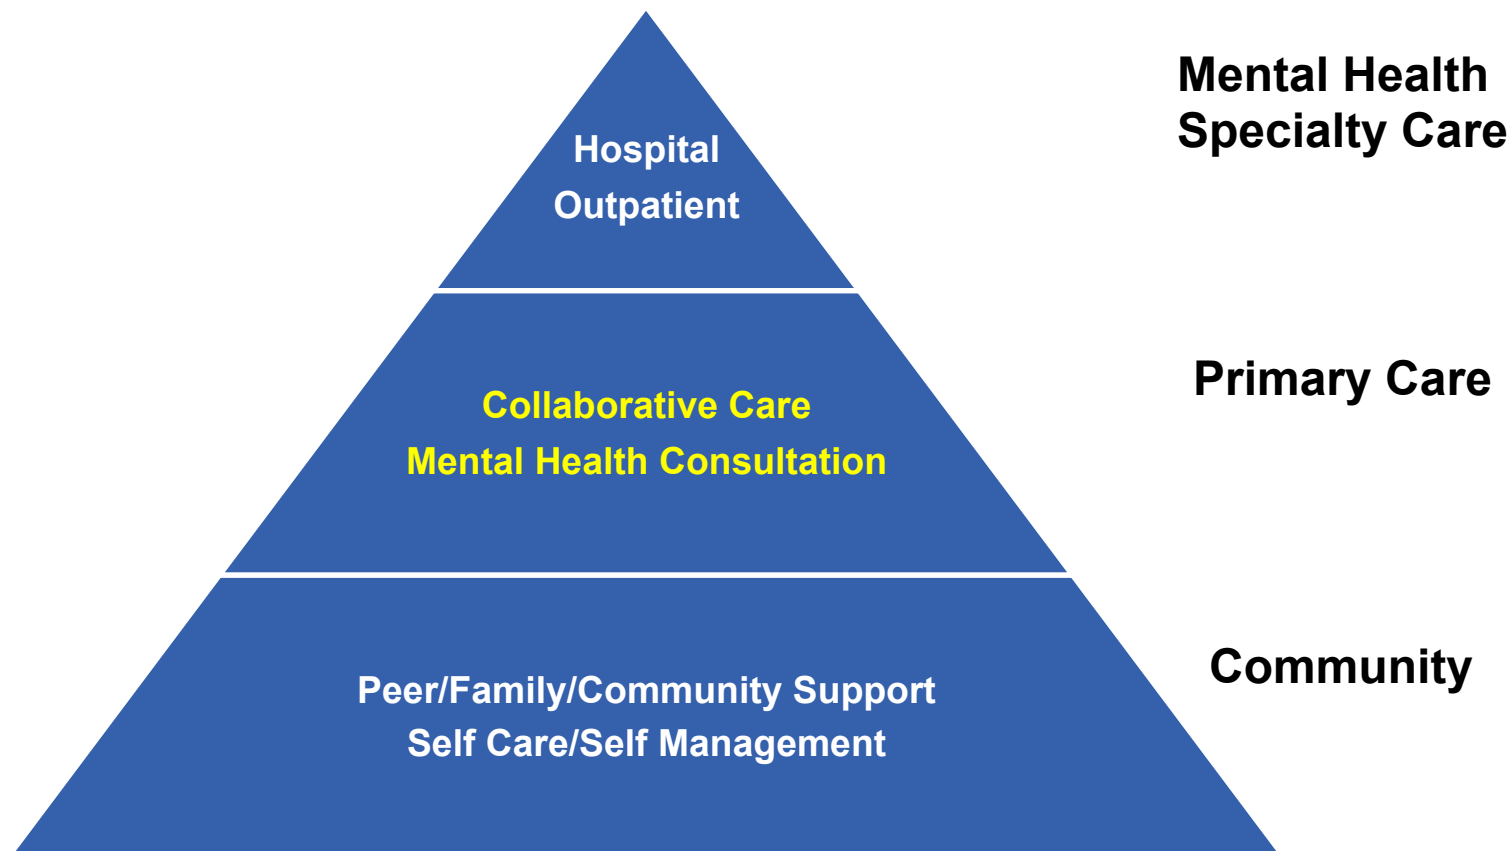 Hospital
Outpatient
Mental Health
Specialty Care
Collaborative Care
Mental Health Consultation
Primary Care
Peer/Family/Community Support
Self Care/Self Management
Community